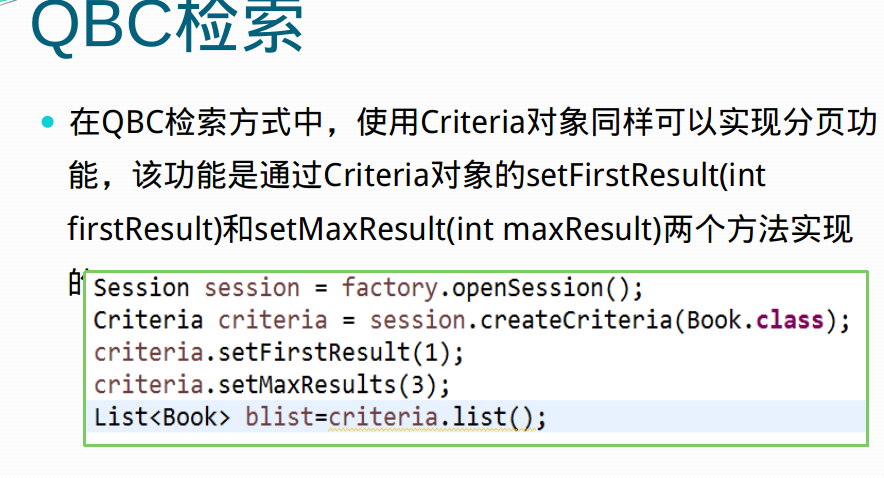 QBC检索
在QBC检索方式中，使用Criteria对象同样可以实现分页功
能，该功能是通过Criteria对象的setFirstResult(int
firstResult)和setMaxResult(int maxResult)两个方法实现
的
Session session = factory.openSession();
Criteria criteria = session.createCriteria(Book.class);
criteria.setFirstResult(1);
criteria.setMaxResults(3);
List<Book> blist=criteria.list();